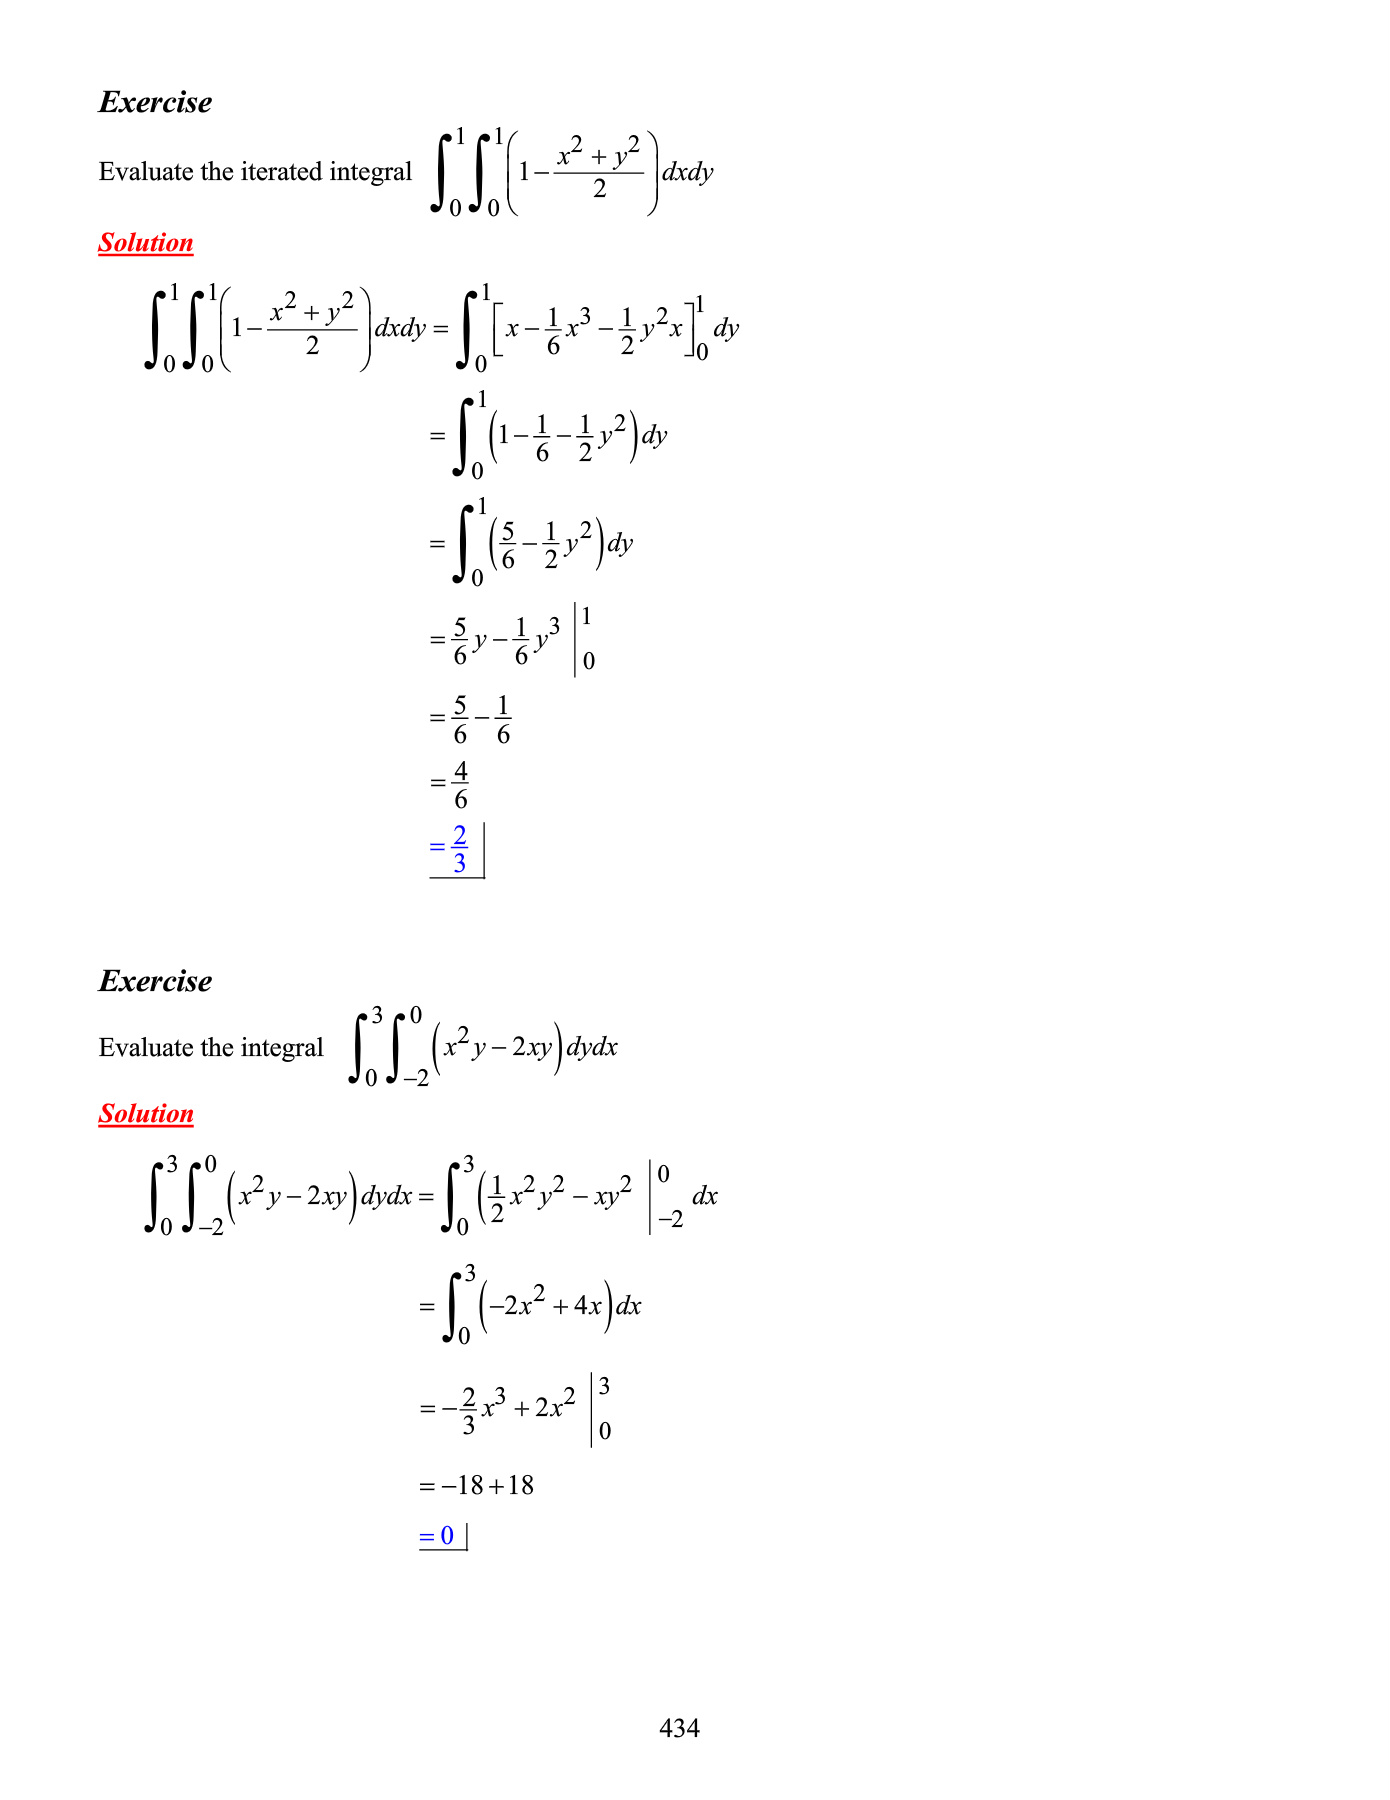 Exercise
Evaluate the iterated integral $\int_0^1 \int_0^1 \left(1 - \frac{x^2 + y^2}{2}\right) dxdy$
Solution
$\int_0^1 \int_0^1 \left(1 - \frac{x^2 + y^2}{2}\right) dxdy = \int_0^1 \left[x - \frac{1}{6}x^3 - \frac{1}{2}y^2x\right]_0^1 dy$
$= \int_0^1 \left(1 - \frac{1}{6} - \frac{1}{2}y^2\right) dy$
$= \int_0^1 \left(\frac{5}{6} - \frac{1}{2}y^2\right) dy$
$= \frac{5}{6}y - \frac{1}{6}y^3 \Big|_0^1$
$= \frac{5}{6} - \frac{1}{6}$
$= \frac{4}{6}$
$= \frac{2}{3}$
Exercise
Evaluate the integral $\int_0^3 \int_{-2}^0 \left(x^2y - 2xy\right) dydx$
Solution
$\int_0^3 \int_{-2}^0 \left(x^2y - 2xy\right) dydx = \int_0^3 \left(\frac{1}{2}x^2y^2 - xy^2 \right|_{-2}^0 dx$
$= \int_0^3 \left(-2x^2 + 4x\right) dx$
$= -\frac{2}{3}x^3 + 2x^2 \Big|_0^3$
$= -18 + 18$
$= 0$
434